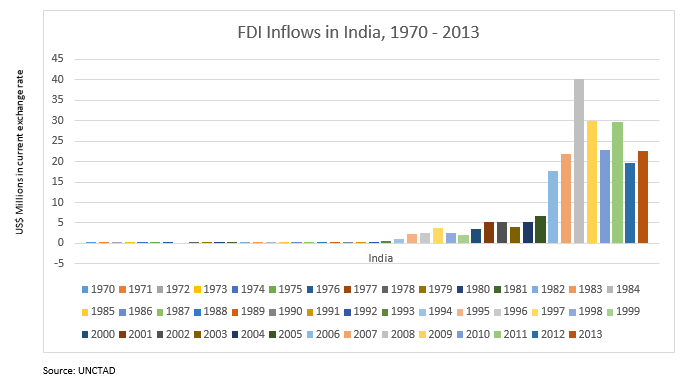 FDI Inflows in India, 1970 - 2013
US$ Millions in current exchange rate
45
40
35
30
25
20
15
10
5
0
-5
India
1970 1971 1972 1973 1974 1975 1976 1977 1978 1979 1980 1981 1982 1983 1984
1985 1986 1987 1988 1989 1990 1991 1992 1993 1994 1995 1996 1997 1998 1999
2000 2001 2002 2003 2004 2005 2006 2007 2008 2009 2010 2011 2012 2013
Source: UNCTAD